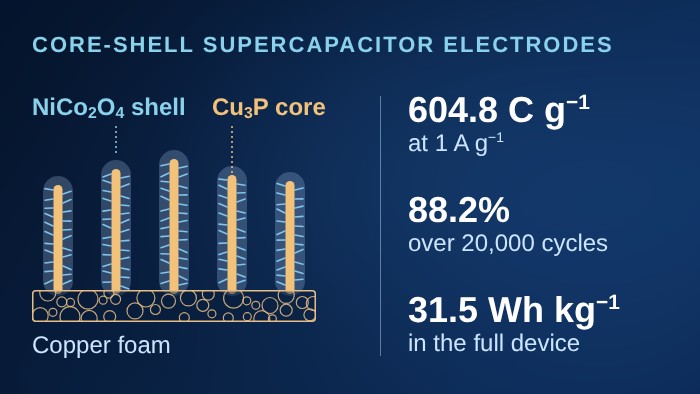 CORE-SHELL SUPERCAPACITOR ELECTRODES
NiCo₂O₄ shell
Cu₃P core
604.8 C g⁻¹
at 1 A g⁻¹
88.2%
over 20,000 cycles
31.5 Wh kg⁻¹
in the full device
Copper foam